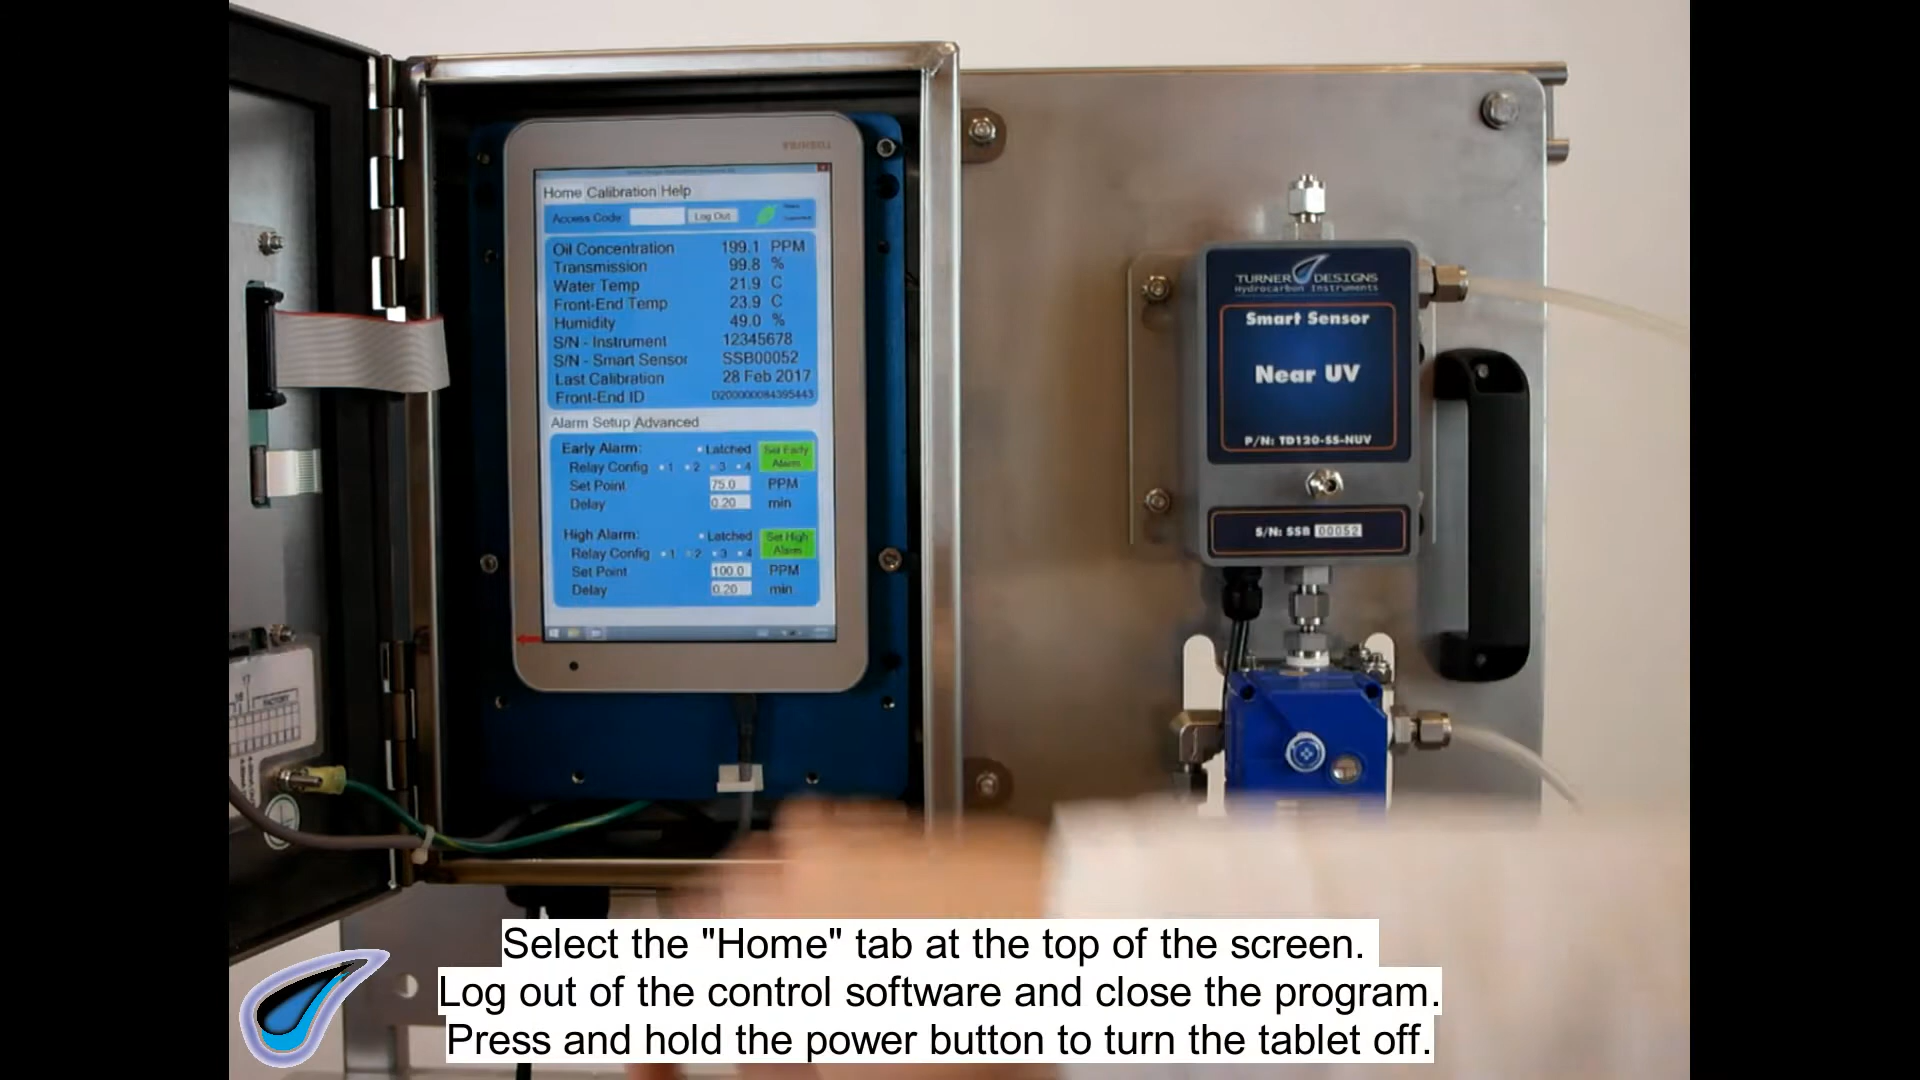 TOSHIBA
Home Calibration Help
Access Code Log Out
Oil Concentration 199.1 PPM
Transmission 99.8 %
Water Temp 21.9 C
Front-End Temp 23.9 C
Humidity 49.0 %
S/N - Instrument 12345678
S/N - Smart Sensor SSB00052
Last Calibration 28 Feb 2017
Front-End ID D200000084395443
Alarm Setup Advanced
Early Alarm: Latched Set Early Alarm
Relay Config 1 2 3 4
Set Point 75.0 PPM
Delay 0.20 min
High Alarm: Latched Set High Alarm
Relay Config 1 2 3 4
Set Point 100.0 PPM
Delay 0.20 min
TURNER DESIGNS
Hydrocarbon Instruments
Smart Sensor
Near UV
P/N: TD120-SS-NUV
S/N: SSB 00052
17
FACTORY
Select the "Home" tab at the top of the screen.
Log out of the control software and close the program.
Press and hold the power button to turn the tablet off.